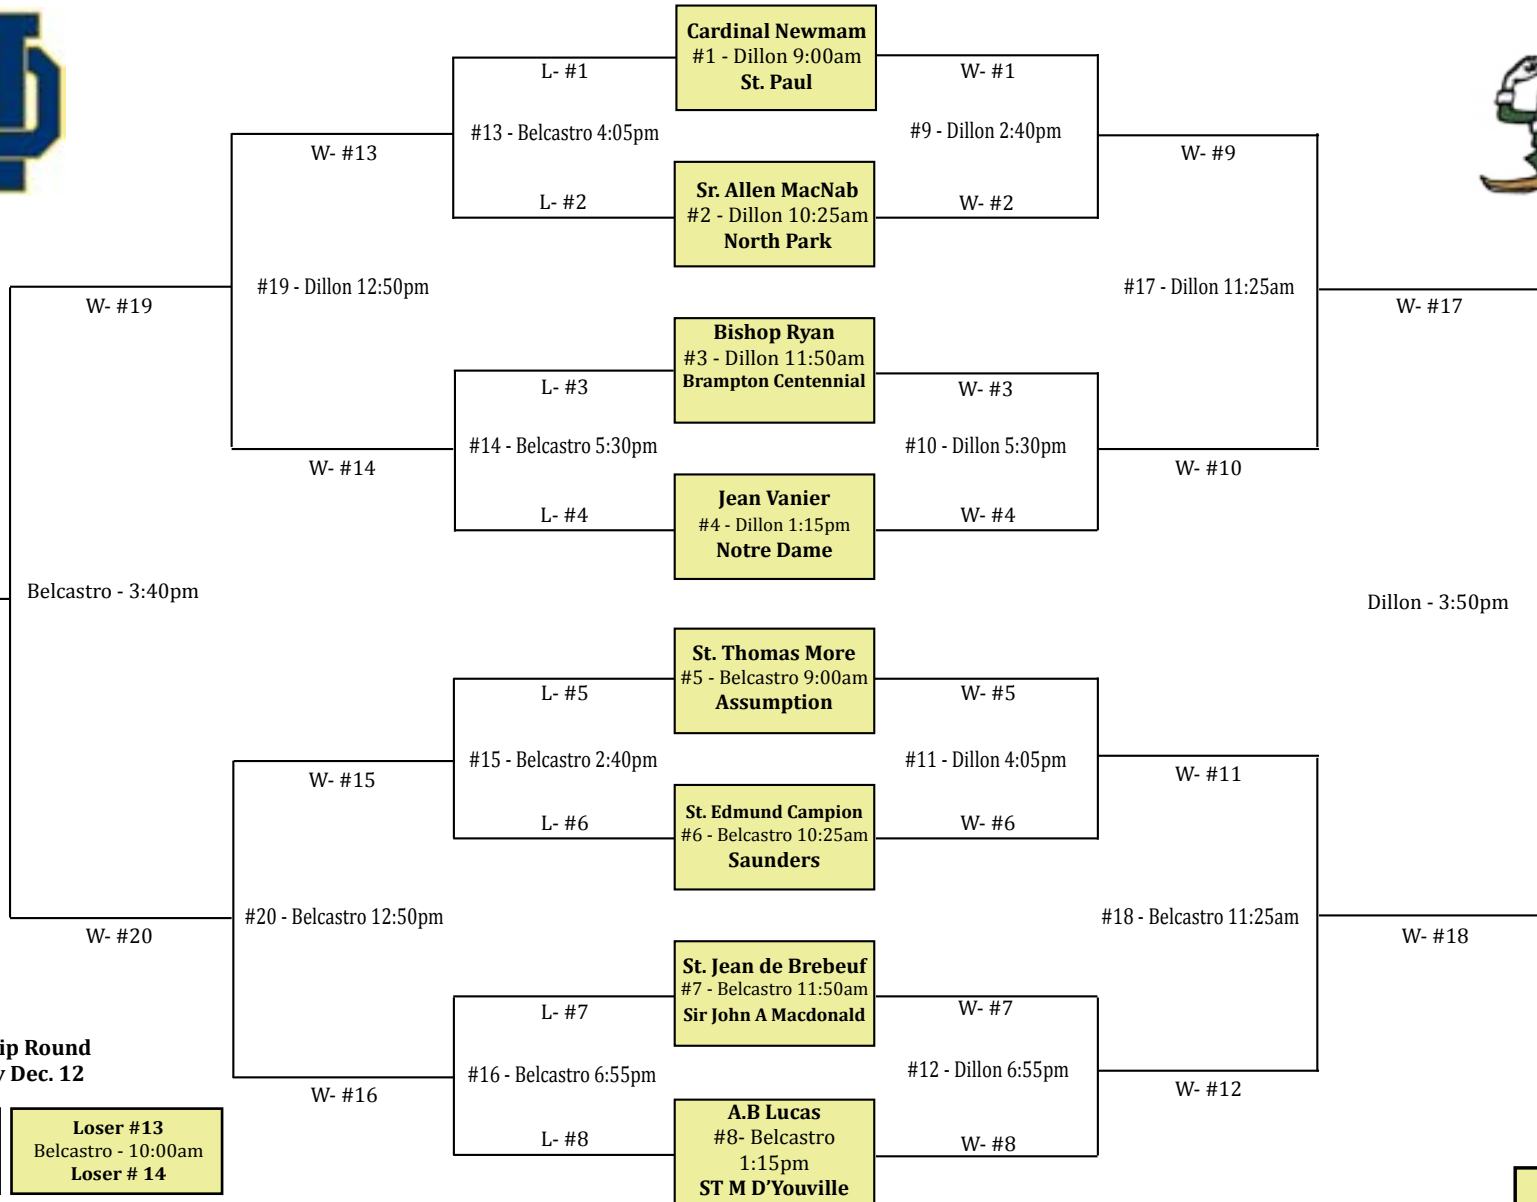 Cardinal Newmam
#1 - Dillon 9:00am
St. Paul
L- #1
W- #1
#13 - Belcastro 4:05pm
#9 - Dillon 2:40pm
W- #13
W- #9
Sr. Allen MacNab
#2 - Dillon 10:25am
North Park
L- #2
W- #2
#19 - Dillon 12:50pm
#17 - Dillon 11:25am
W- #19
W- #17
Bishop Ryan
#3 - Dillon 11:50am
Brampton Centennial
L- #3
W- #3
#14 - Belcastro 5:30pm
#10 - Dillon 5:30pm
W- #14
W- #10
Jean Vanier
#4 - Dillon 1:15pm
Notre Dame
L- #4
W- #4
Belcastro - 3:40pm
Dillon - 3:50pm
St. Thomas More
#5 - Belcastro 9:00am
Assumption
L- #5
W- #5
#15 - Belcastro 2:40pm
#11 - Dillon 4:05pm
W- #15
W- #11
St. Edmund Campion
#6 - Belcastro 10:25am
Saunders
L- #6
W- #6
#20 - Belcastro 12:50pm
#18 - Belcastro 11:25am
W- #20
W- #18
St. Jean de Brebeuf
#7 - Belcastro 11:50am
Sir John A Macdonald
L- #7
W- #7
#16 - Belcastro 6:55pm
#12 - Dillon 6:55pm
W- #16
W- #12
A.B Lucas
#8- Belcastro
1:15pm
ST M D'Youville
L- #8
W- #8
Round
Dec. 12
Loser #13
Belcastro - 10:00am
Loser # 14